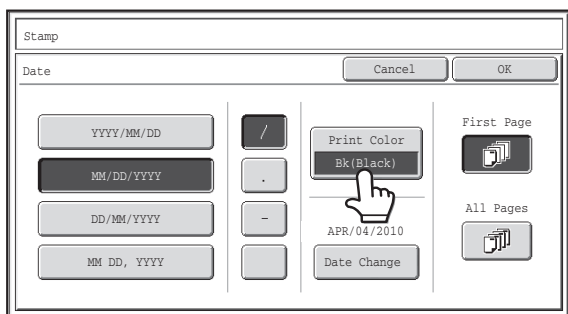 Stamp
Date
Cancel
OK
YYYY/MM/DD
MM/DD/YYYY
DD/MM/YYYY
MM DD, YYYY
/
.
-
Print Color
Bk(Black)
APR/04/2010
Date Change
First Page
All Pages